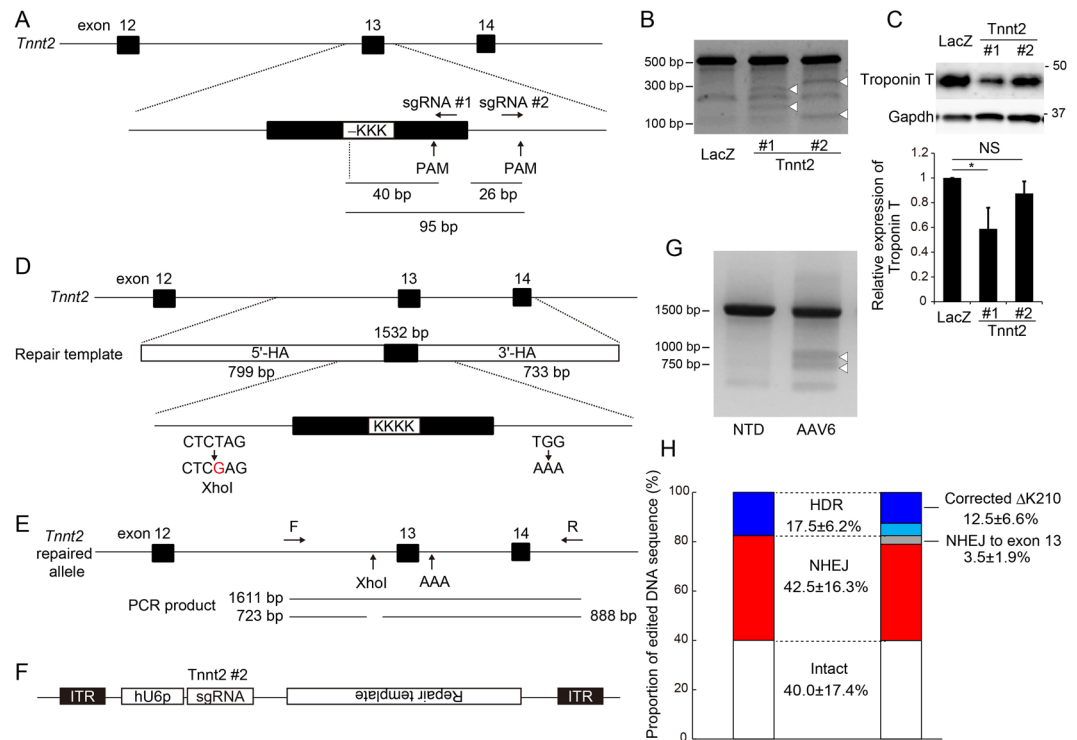 A
exon 12 13 14
Tnnt2
sgRNA #1 sgRNA #2
–KKK
PAM PAM
40 bp 26 bp
95 bp
B
500 bp
300 bp
100 bp
LacZ #1 #2
Tnnt2
C
Tnnt2
LacZ #1 #2
- 50
Troponin T
Gapdh
- 37
NS
*
Relative expression of
Troponin T
1
0.8
0.6
0.4
0.2
0
LacZ #1 #2
Tnnt2
D
exon 12 13 14
Tnnt2
1532 bp
Repair template 5'-HA 3'-HA
799 bp 733 bp
KKKK
CTCTAG TGG
CTCGAG AAA
XhoI
E
Tnnt2
repaired
allele
exon 12 F 13 14 R
XhoI AAA
PCR product
1611 bp
723 bp 888 bp
F
Tnnt2 #2
ITR hU6p sgRNA Repair template ITR
G
1500 bp
1000 bp
750 bp
NTD AAV6
H
Proportion of edited DNA sequence (%)
100
80
60
40
20
0
HDR
17.5±6.2%
NHEJ
42.5±16.3%
Intact
40.0±17.4%
Corrected ΔK210
12.5±6.6%
NHEJ to exon 13
3.5±1.9%